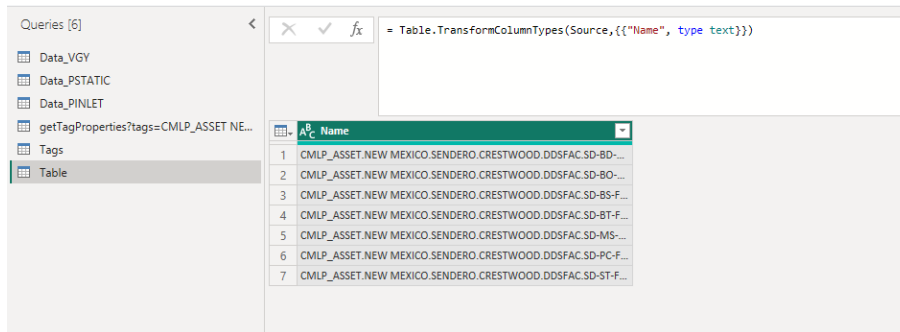 Queries [6]
fx
= Table.TransformColumnTypes(Source,{{"Name", type text}})
Data_VGY
Data_PSTATIC
Data_PINLET
getTagProperties?tags=CMLP_ASSET NE...
Tags
Table
ABC Name
1 CMLP_ASSET.NEW MEXICO.SENDERO.CRESTWOOD.DDSFAC.SD-BD-...
2 CMLP_ASSET.NEW MEXICO.SENDERO.CRESTWOOD.DDSFAC.SD-BO-...
3 CMLP_ASSET.NEW MEXICO.SENDERO.CRESTWOOD.DDSFAC.SD-BS-F...
4 CMLP_ASSET.NEW MEXICO.SENDERO.CRESTWOOD.DDSFAC.SD-BT-F...
5 CMLP_ASSET.NEW MEXICO.SENDERO.CRESTWOOD.DDSFAC.SD-MS-...
6 CMLP_ASSET.NEW MEXICO.SENDERO.CRESTWOOD.DDSFAC.SD-PC-F...
7 CMLP_ASSET.NEW MEXICO.SENDERO.CRESTWOOD.DDSFAC.SD-ST-F...